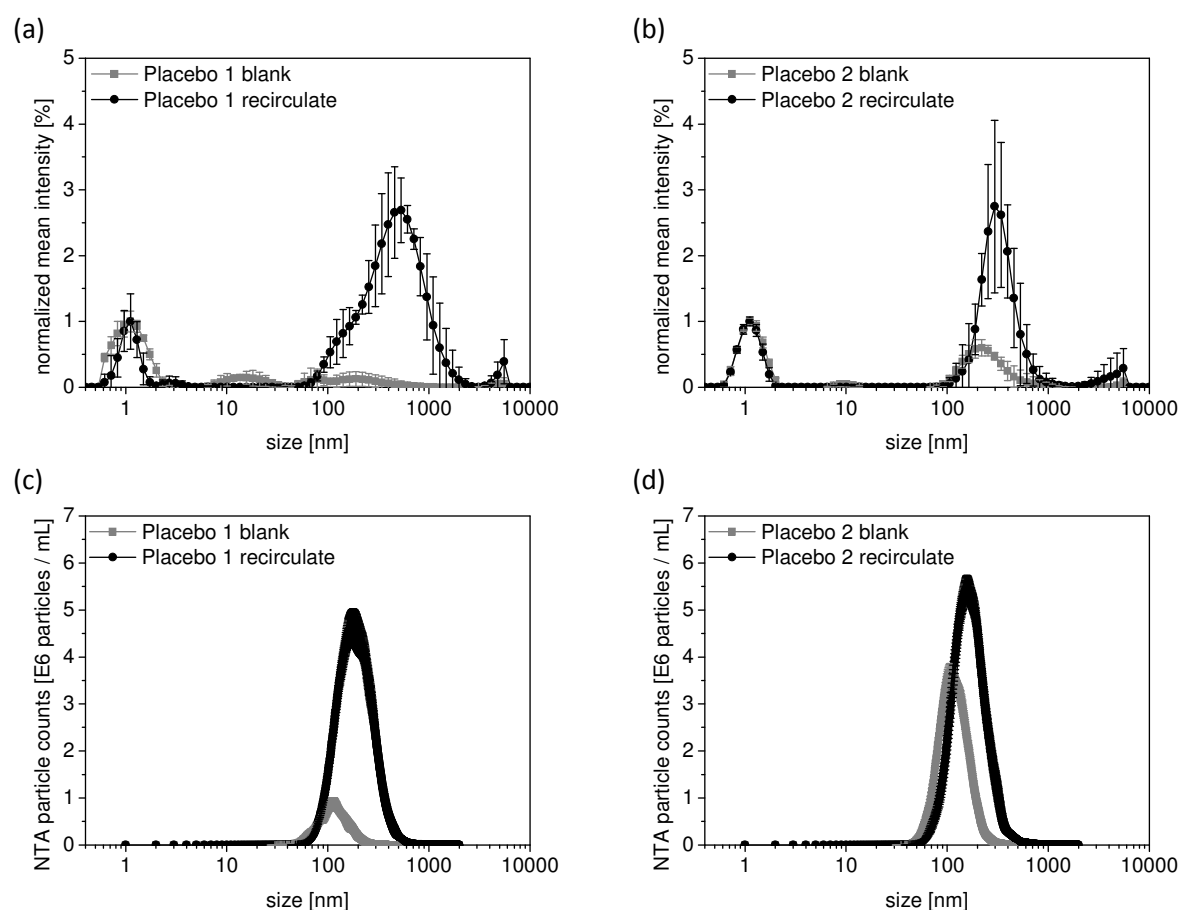 (a)
Placebo 1 blank
Placebo 1 recirculate
normalized mean intensity [%]
5
4
3
2
1
0
1 10 100 1000 10000
size [nm]
(b)
Placebo 2 blank
Placebo 2 recirculate
normalized mean intensity [%]
5
4
3
2
1
0
1 10 100 1000 10000
size [nm]
(c)
Placebo 1 blank
Placebo 1 recirculate
NTA particle counts [E6 particles / mL]
7
6
5
4
3
2
1
0
1 10 100 1000 10000
size [nm]
(d)
Placebo 2 blank
Placebo 2 recirculate
NTA particle counts [E6 particles / mL]
7
6
5
4
3
2
1
0
1 10 100 1000 10000
size [nm]